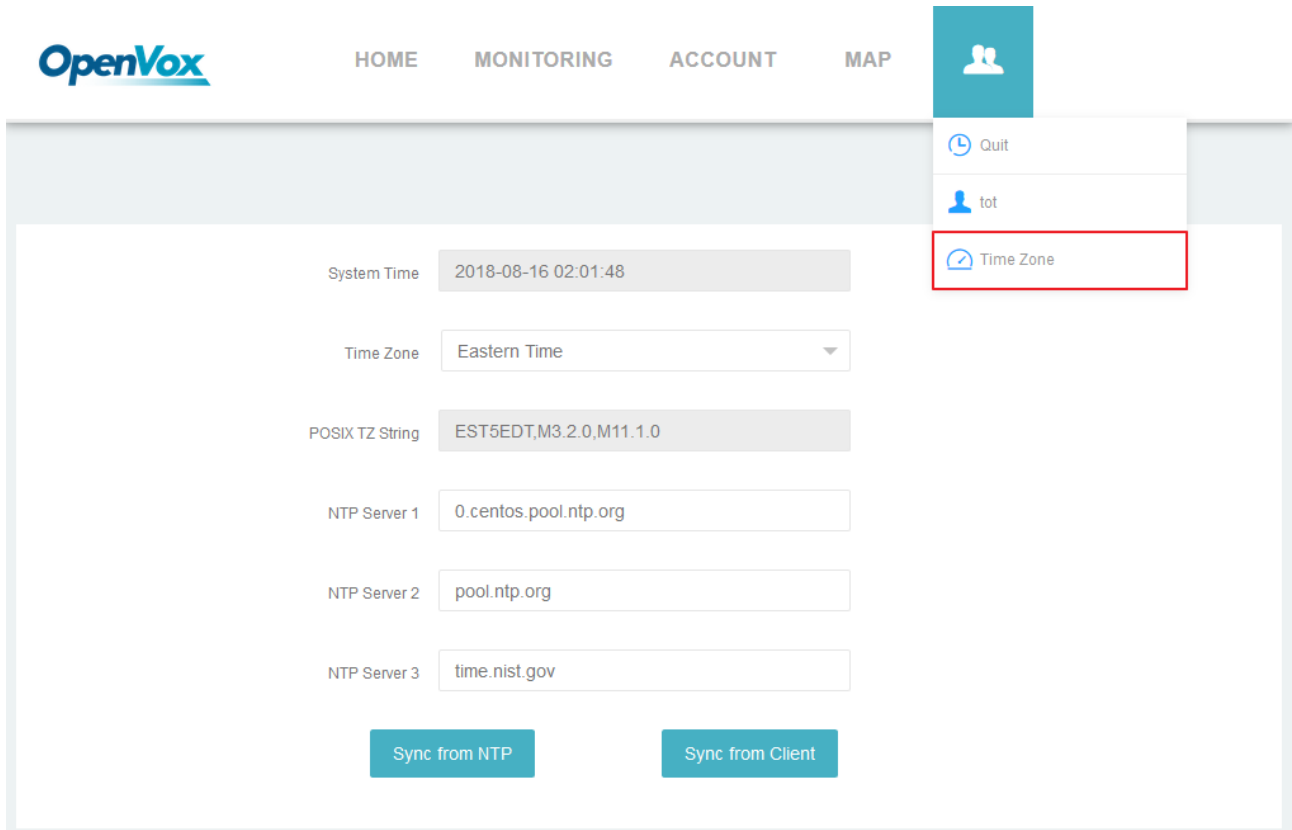 OpenVox HOME MONITORING ACCOUNT MAP
Quit
tot
Time Zone
System Time 2018-08-16 02:01:48
Time Zone Eastern Time
POSIX TZ String EST5EDT,M3.2.0,M11.1.0
NTP Server 1 0.centos.pool.ntp.org
NTP Server 2 pool.ntp.org
NTP Server 3 time.nist.gov
Sync from NTP Sync from Client